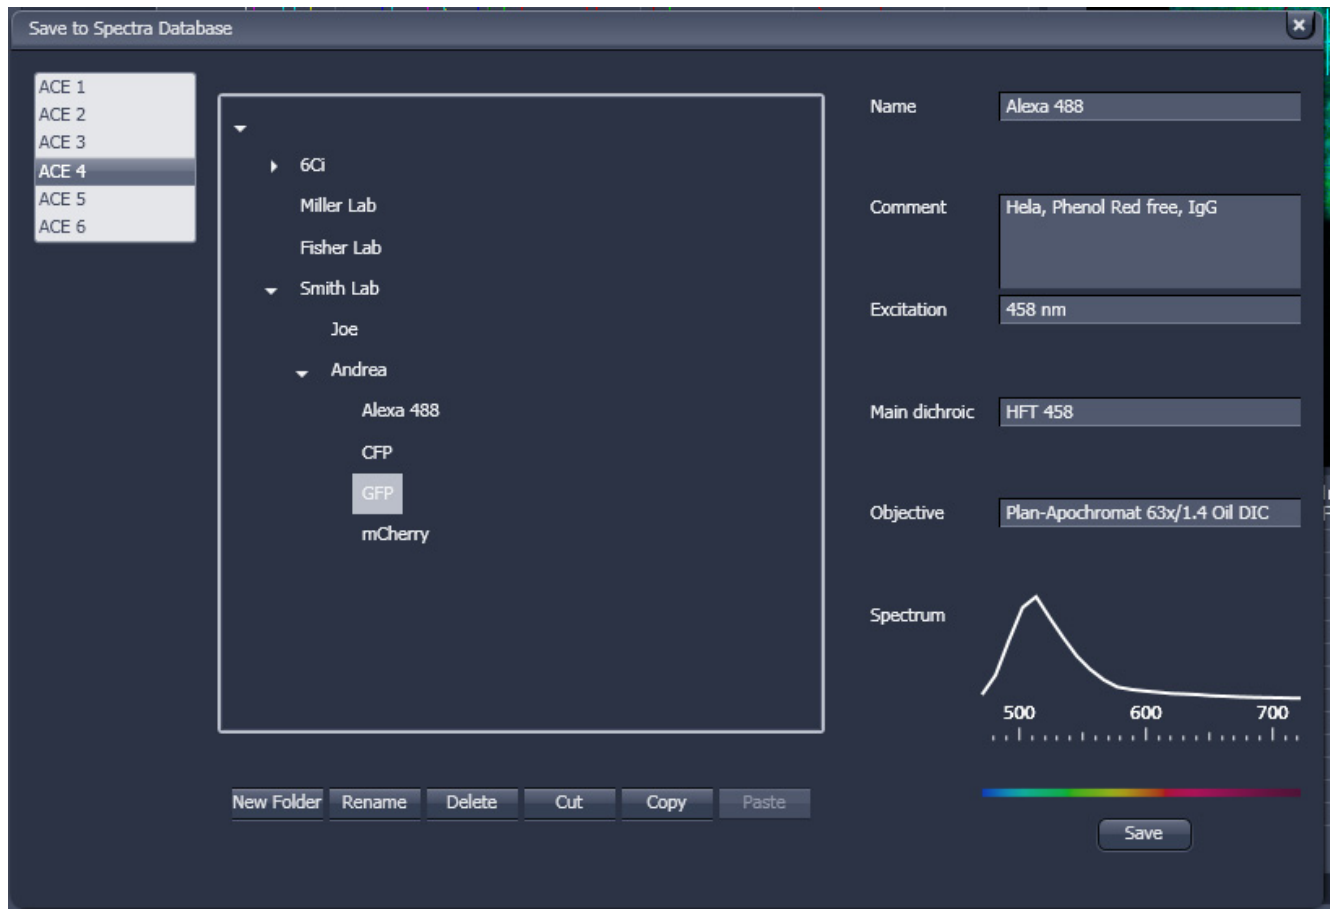 Save to Spectra Database
ACE 1
ACE 2
ACE 3
ACE 4
ACE 5
ACE 6
6Ci
Miller Lab
Fisher Lab
Smith Lab
Joe
Andrea
Alexa 488
CFP
GFP
mCherry
New Folder Rename Delete Cut Copy Paste
Name Alexa 488
Comment Hela, Phenol Red free, IgG
Excitation 458 nm
Main dichroic HFT 458
Objective Plan-Apochromat 63x/1.4 Oil DIC
Spectrum
500 600 700
Save